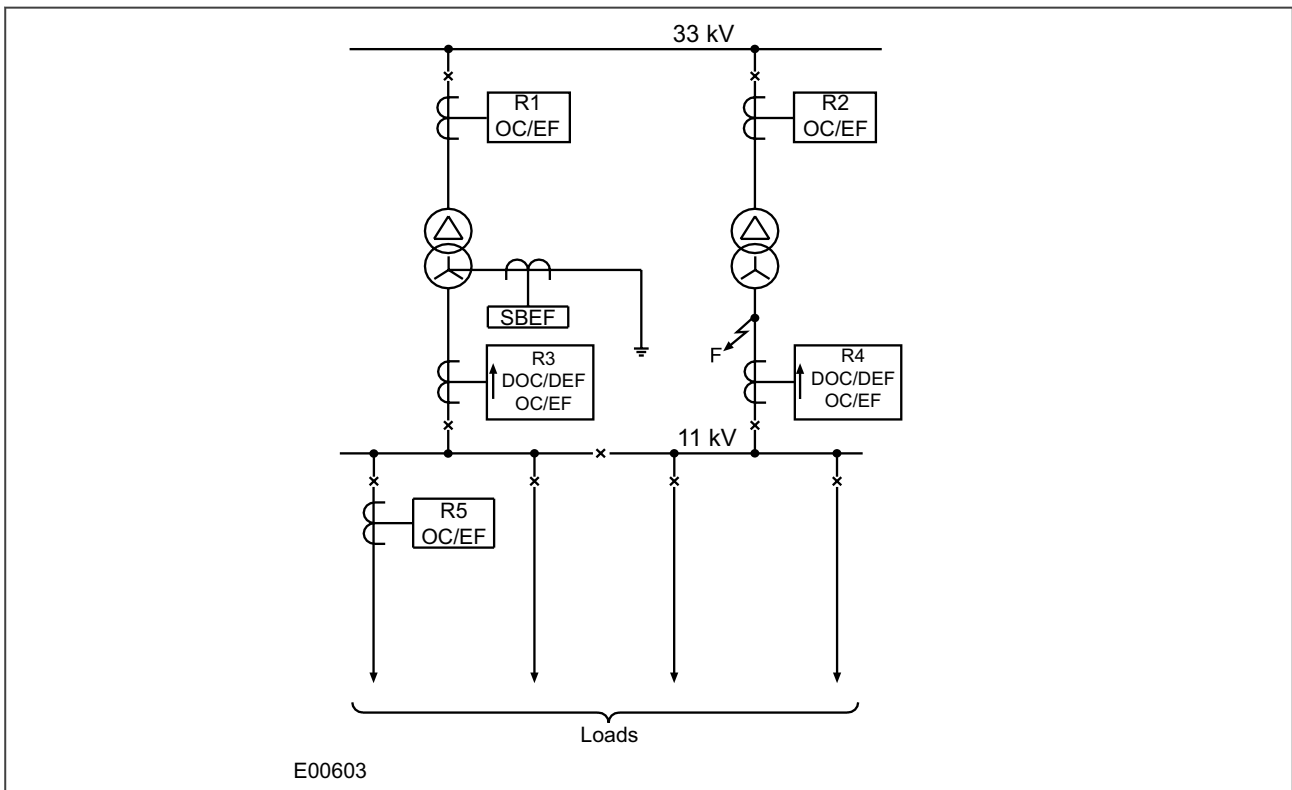 33 kV
R1
OC/EF
R2
OC/EF
SBEF
F
R3
DOC/DEF
OC/EF
R4
DOC/DEF
OC/EF
11 kV
R5
OC/EF
Loads
E00603